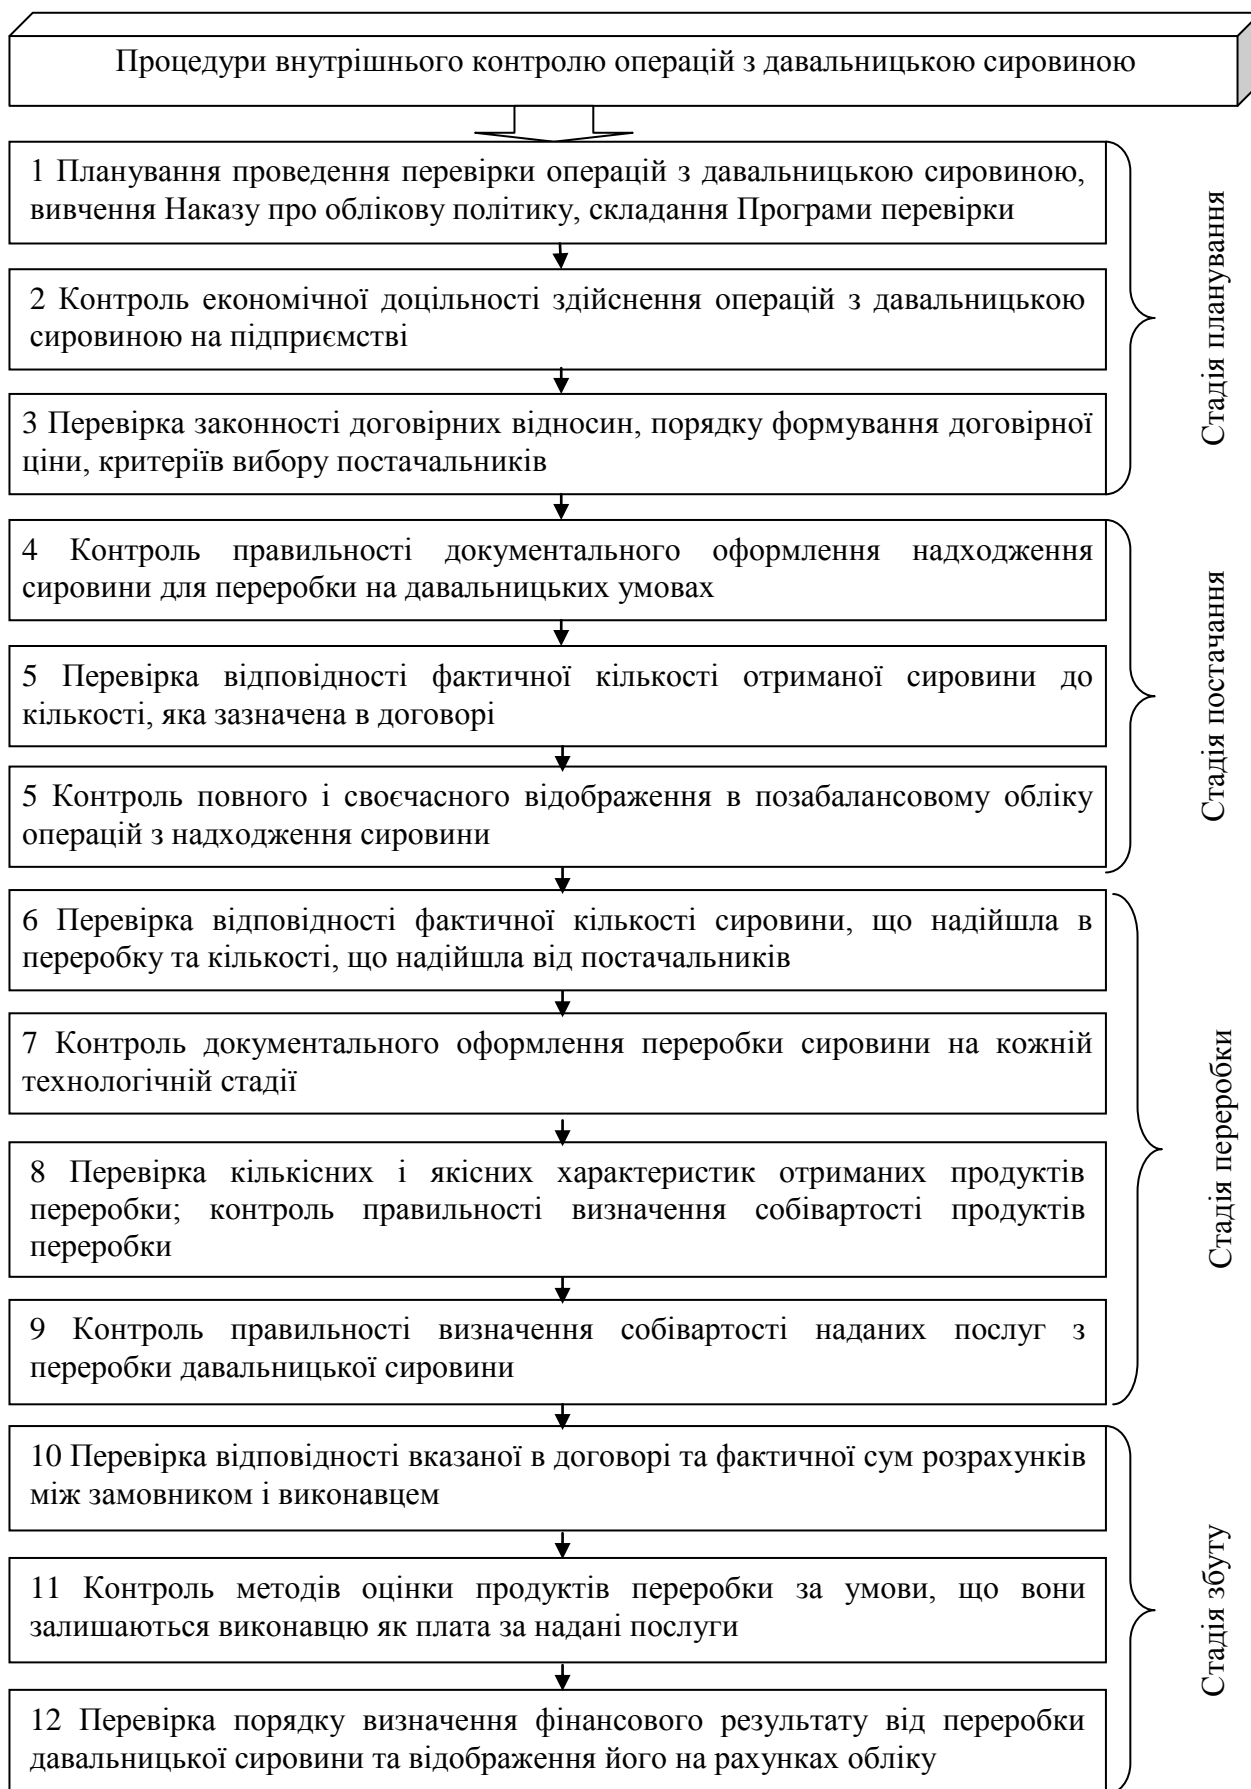 Процедури внутрішнього контролю операцій з давальницькою сировиною
1 Планування проведення перевірки операцій з давальницькою сировиною,
вивчення Наказу про облікову політику, складання Програми перевірки
2 Контроль економічної доцільності здійснення операцій з давальницькою
сировиною на підприємстві
3 Перевірка законності договірних відносин, порядку формування договірної
ціни, критеріїв вибору постачальників
Стадія планування
4 Контроль правильності документального оформлення надходження
сировини для переробки на давальницьких умовах
5 Перевірка відповідності фактичної кількості отриманої сировини до
кількості, яка зазначена в договорі
5 Контроль повного і своєчасного відображення в позабалансовому обліку
операцій з надходження сировини
Стадія постачання
6 Перевірка відповідності фактичної кількості сировини, що надійшла в
переробку та кількості, що надійшла від постачальників
7 Контроль документального оформлення переробки сировини на кожній
технологічній стадії
8 Перевірка кількісних і якісних характеристик отриманих продуктів
переробки; контроль правильності визначення собівартості продуктів
переробки
9 Контроль правильності визначення собівартості наданих послуг з
переробки давальницької сировини
Стадія переробки
10 Перевірка відповідності вказаної в договорі та фактичної сум розрахунків
між замовником і виконавцем
11 Контроль методів оцінки продуктів переробки за умови, що вони
залишаються виконавцю як плата за надані послуги
12 Перевірка порядку визначення фінансового результату від переробки
давальницької сировини та відображення його на рахунках обліку
Стадія збуту